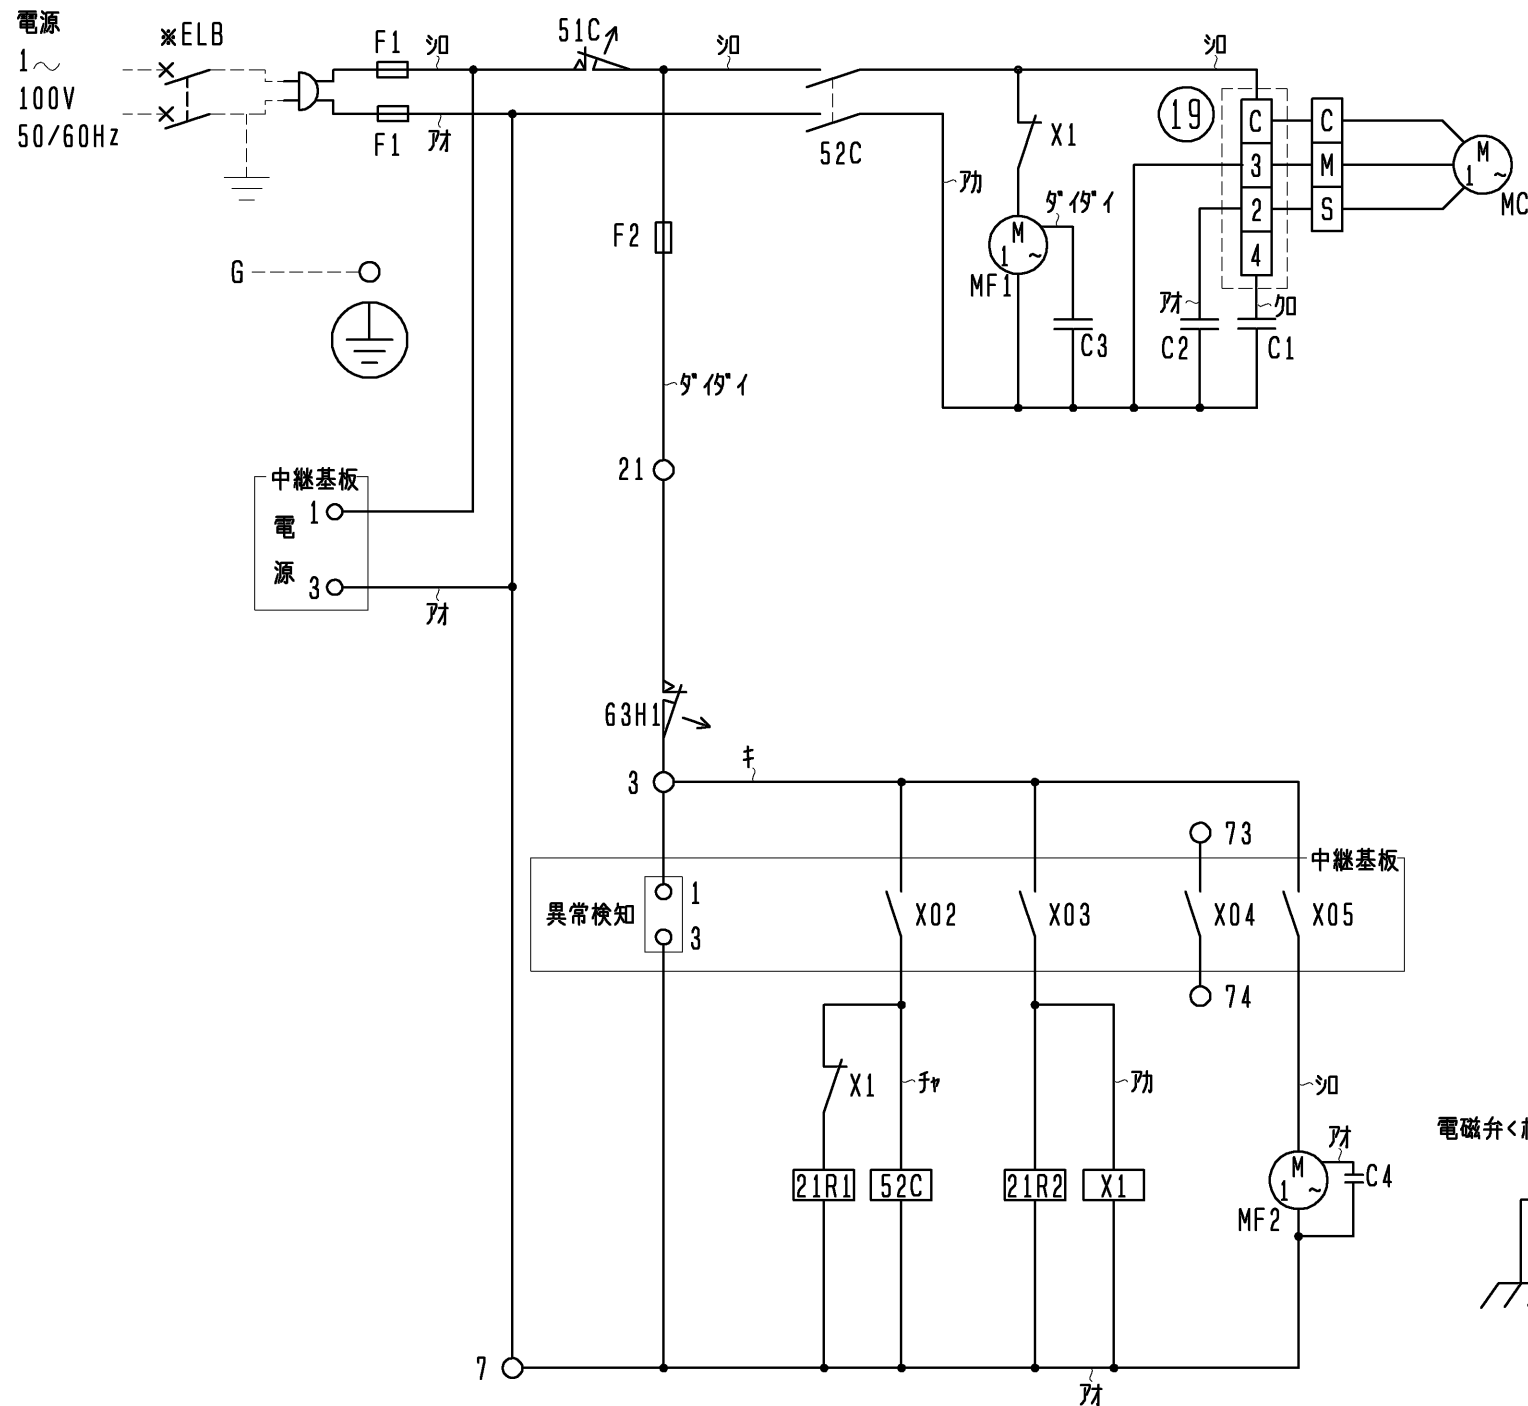 電源
1～
100V
50/60Hz
※ELB
F1
ｼﾛ
F1
ｱｵ
51C
ｼﾛ
52C
ｼﾛ
ｱｶ
X1
ﾀﾞｲﾀﾞｲ
M
1 ～
MF1
C3
19
C
3
2
4
C
M
S
M
1 ～
MC
ｱｵ
C2
ｸﾛ
C1
F2
G
ﾀﾞｲﾀﾞｲ
21
中継基板
電源
1
3
ｱｵ
63H1
3
ｷ
73
中継基板
異常検知
1
3
X02
X03
X04
X05
74
X1
ﾁｬ
ｱｶ
ｼﾛ
電磁弁<
21R1
52C
21R2
X1
M
1 ～
MF2
ｱｵ
C4
7
ｱｵ